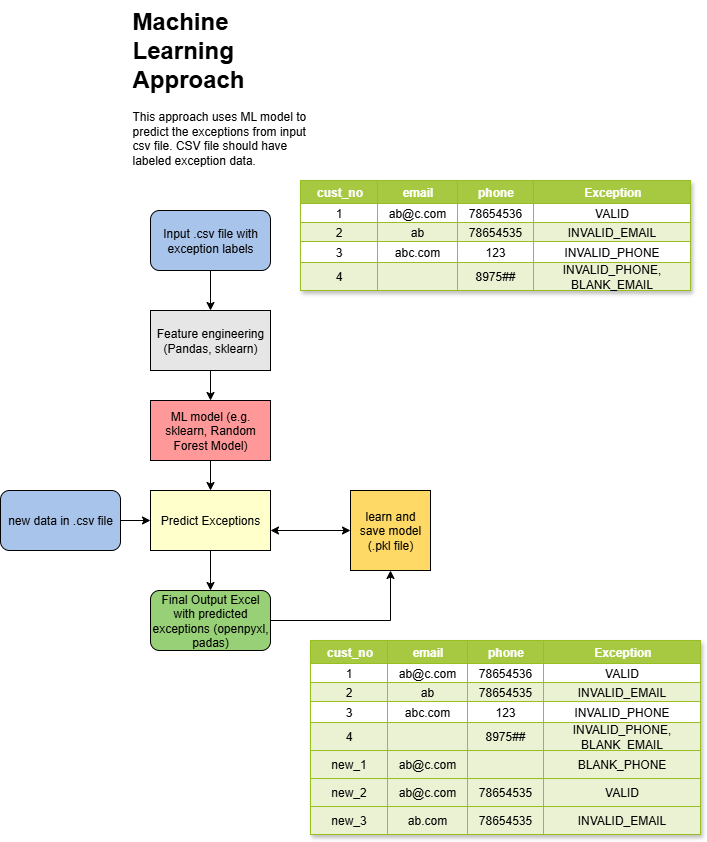 Machine
Learning
Approach
This approach uses ML model to
predict the exceptions from input
csv file. CSV file should have
labeled exception data.
cust_no email phone Exception
1 ab@c.com 78654536 VALID
2 ab 78654535 INVALID_EMAIL
3 abc.com 123 INVALID_PHONE
4 8975## INVALID_PHONE,
BLANK_EMAIL
Input .csv file with
exception labels
Feature engineering
(Pandas, sklearn)
ML model (e.g.
sklearn, Random
Forest Model)
new data in .csv file
Predict Exceptions
learn and
save model
(.pkl file)
Final Output Excel
with predicted
exceptions (openpyxl,
padas)
cust_no email phone Exception
1 ab@c.com 78654536 VALID
2 ab 78654535 INVALID_EMAIL
3 abc.com 123 INVALID_PHONE
4 8975## INVALID_PHONE,
BLANK_EMAIL
new_1 ab@c.com BLANK_PHONE
new_2 ab@c.com 78654535 VALID
new_3 ab.com 78654535 INVALID_EMAIL